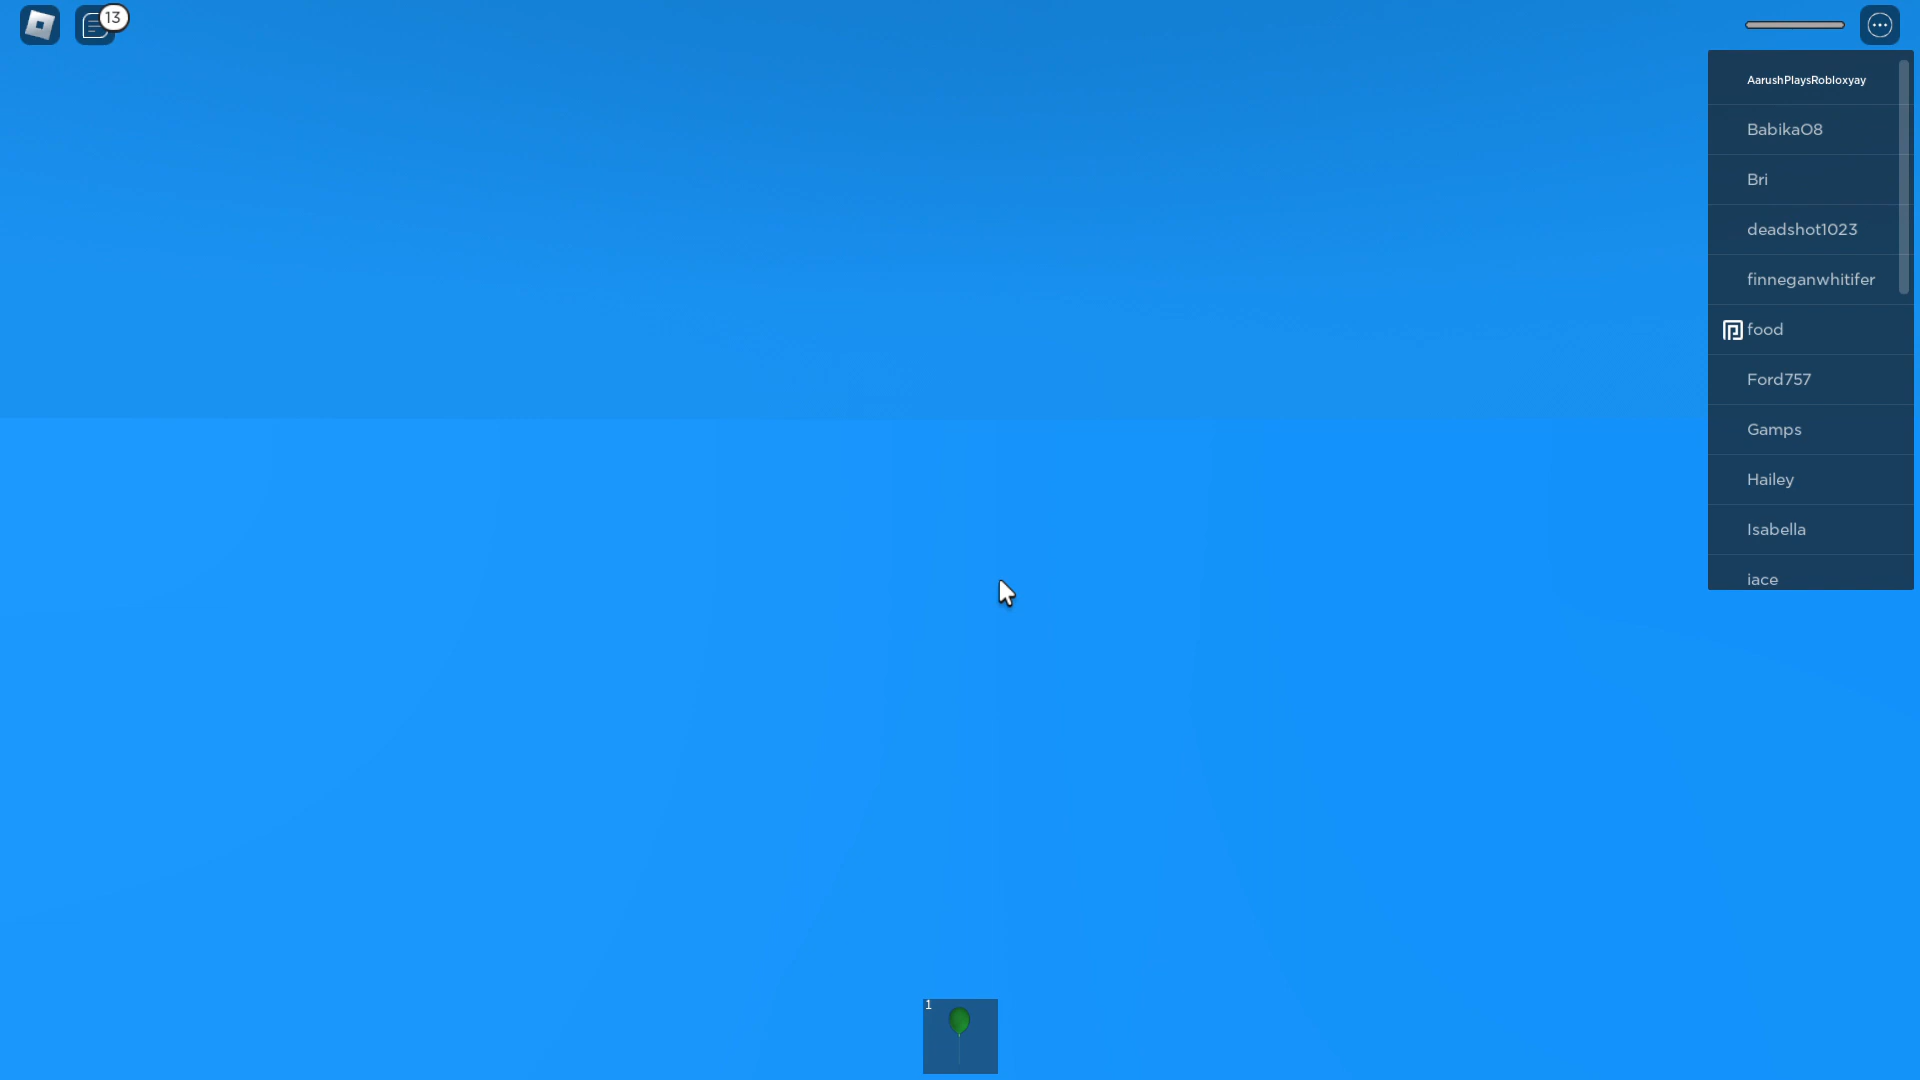 13
AarushPlaysRobloxyay
BabikaO8
Bri
deadshot1023
finneganwhitifer
food
Ford757
Gamps
Hailey
Isabella
iace
1